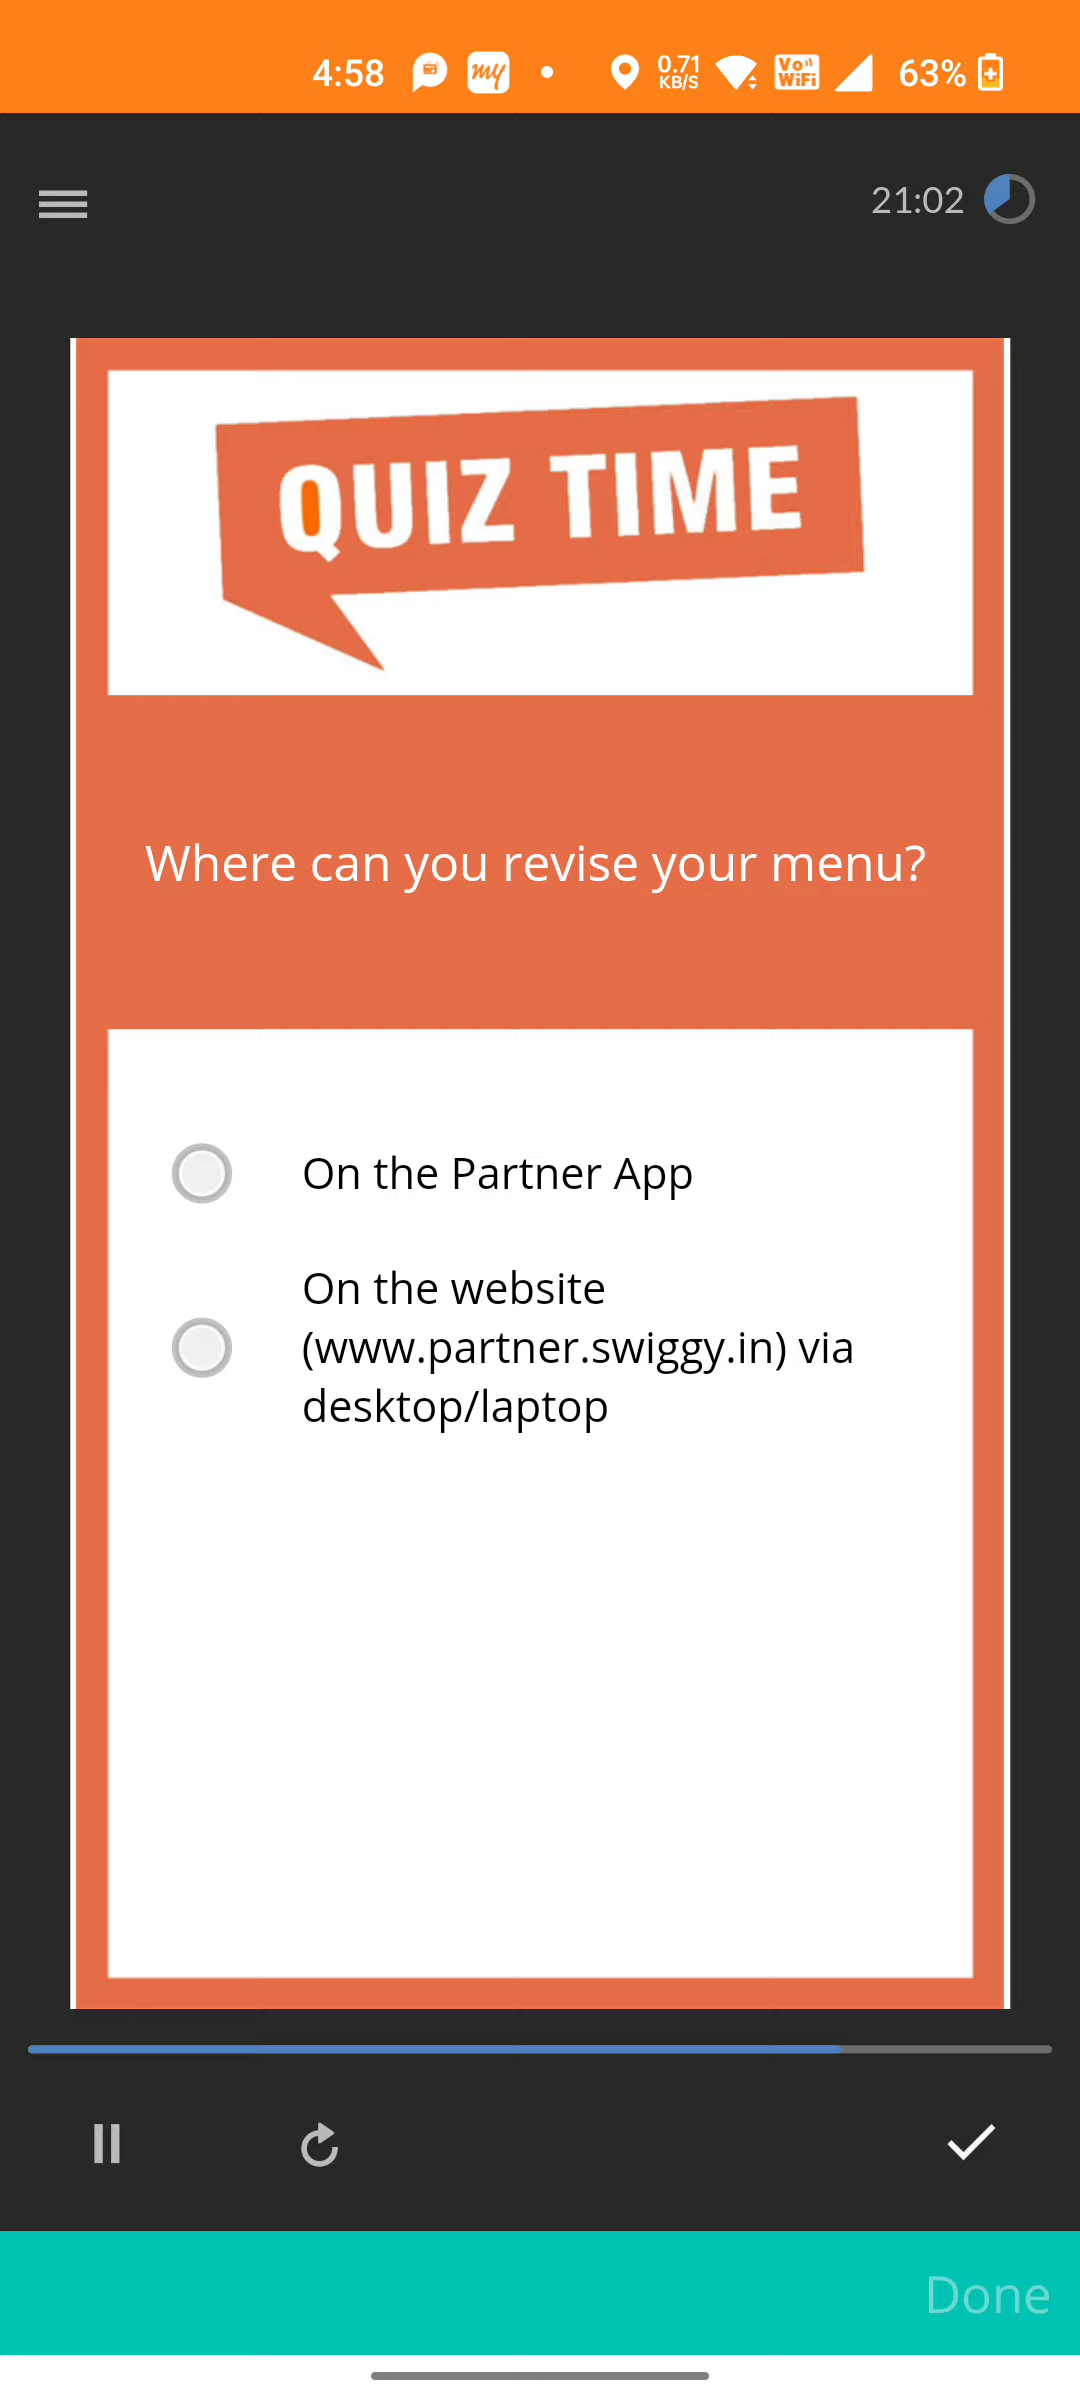 4:58 my 0.71 KB/S Vo WiFi 63%
21:02
QUIZ TIME
Where can you revise your menu?
On the Partner App
On the website
(www.partner.swiggy.in) via
desktop/laptop
Done